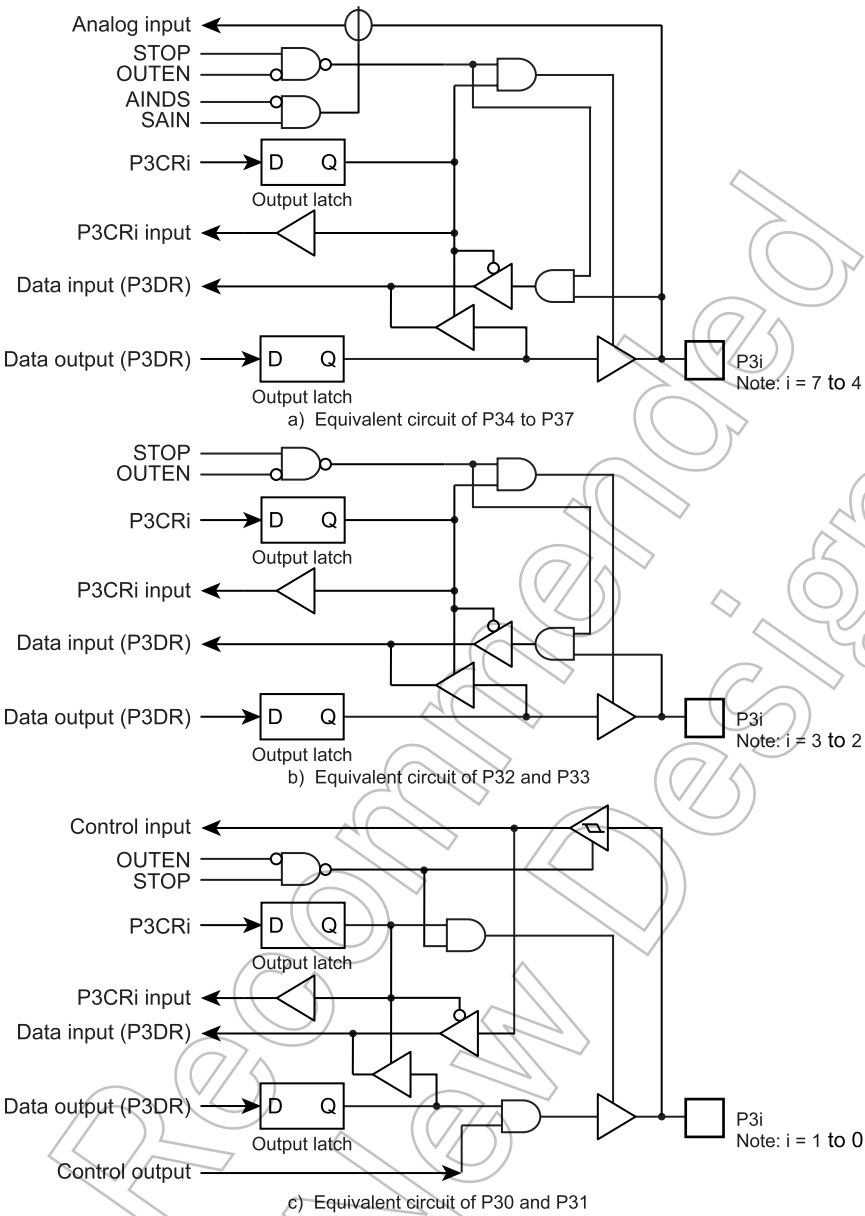 Analog input
STOP
OUTEN
AINDS
SAIN
P3CRi
D Q
Output latch
P3CRi input
Data input (P3DR)
Data output (P3DR)
D Q
Output latch
P3i
Note: i = 7 to 4
a) Equivalent circuit of P34 to P37
STOP
OUTEN
P3CRi
D Q
Output latch
P3CRi input
Data input (P3DR)
Data output (P3DR)
D Q
Output latch
P3i
Note: i = 3 to 2
b) Equivalent circuit of P32 and P33
Control input
OUTEN
STOP
P3CRi
D Q
Output latch
P3CRi input
Data input (P3DR)
Data output (P3DR)
D Q
Output latch
Control output
P3i
Note: i = 1 to 0
c) Equivalent circuit of P30 and P31
Recommended
New Design